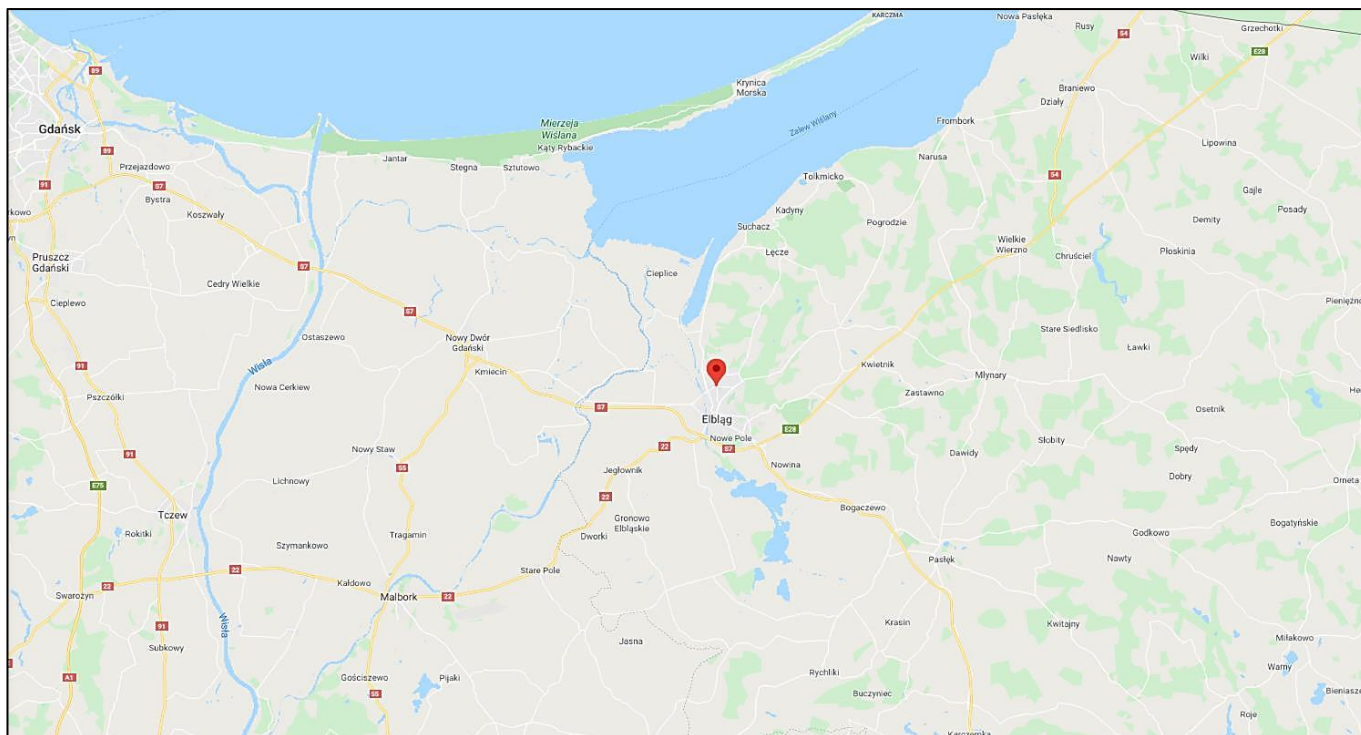 KARCZMA
Nowa Pasłęka
Rusy
Grzechotki
54
E28
Wilki
89
Krynica
Morska
Braniewo
Działy
Zalew Wiślany
Frombork
Gdańsk
Mierzeja
Wiślana
Kąty Rybackie
Lipowina
89
Jantar
Stegna
Sztutowo
Narusa
Przejazdowo
91
S7
Bystra
Tolkmicko
54
Gajle
Posady
Koszwały
Kadyny
Suchacz
Pogrodzie
Demity
Wielkie
Wierzno
Pruszcz
Gdański
S7
S7
Łęcze
Chruściel
Płoskinia
Cedry Wielkie
Cieplice
Cieplewo
S7
Pieniężno
Ostaszewo
Nowy Dwór
Gdański
Stare Siedlisko
Ławki
91
Wisła
Kmiecin
Kwietnik
Młynary
Nowa Cerkiew
Zastawno
Pszczółki
S7
Osetnik
Elbląg
E28
Nowe Pole
Słobity
91
Nowy Staw
22
S7
Dawidy
Spędy
S5
Jegłownik
Nowina
Dobry
E75
Lichnowy
22
Orneta
Tczew
Bogaczewo
Rokitki
Gronowo
Elbląskie
Bogatyńskie
Tragamin
Dworki
Godkowo
Szymankowo
Pasłęk
Nawty
22
Stare Pole
Kałdowo
22
Swarożyn
Malbork
22
Wisła
91
Krasin
Kwitajny
Jasna
Miłakowo
Subkowy
Rychliki
Warny
A1
Gościszewo
Pijaki
S5
Buczyniec
Roje
Karczemka